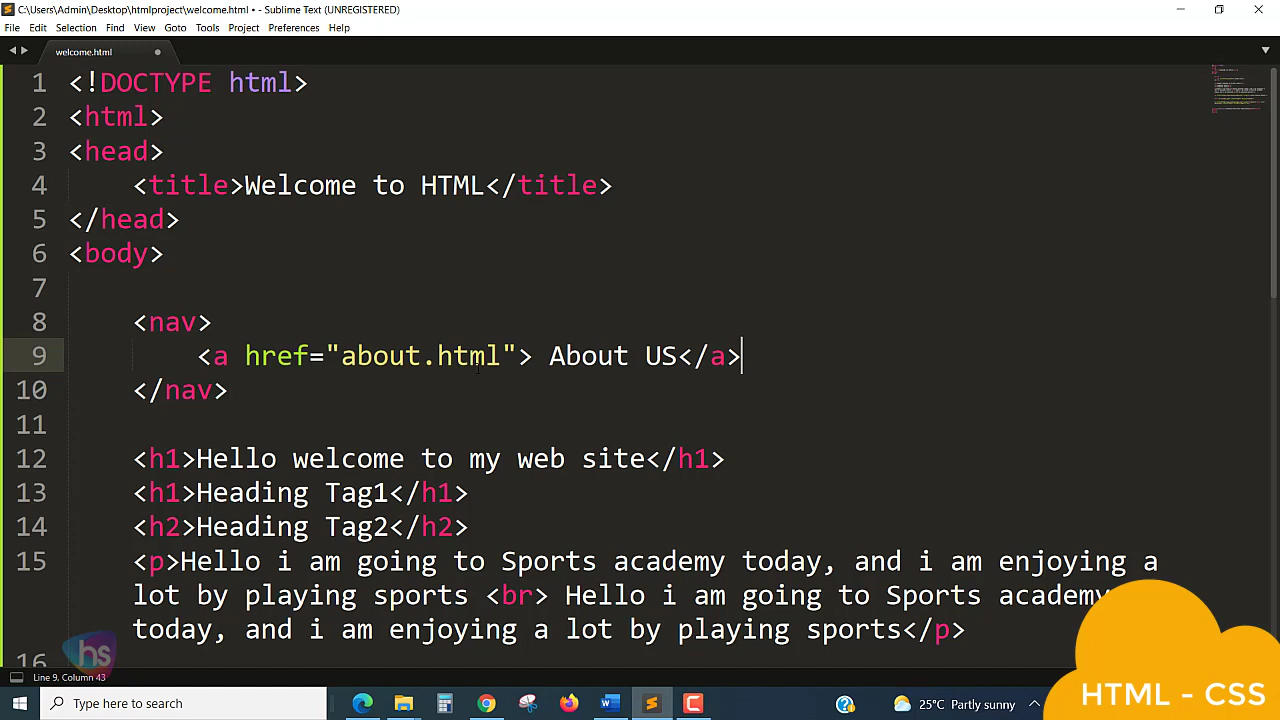 C:\Users\Admin\Desktop\htmlproject\welcome.html • - Sublime Text (UNREGISTERED)
File Edit Selection Find View Goto Tools Project Preferences Help
welcome.html
1 <!DOCTYPE html>
2 <html>
3 <head>
4 <title>Welcome to HTML</title>
5 </head>
6 <body>
7
8 <nav>
9 <a href="about.html"> About US</a>
10 </nav>
11
12 <h1>Hello welcome to my web site</h1>
13 <h1>Heading Tag1</h1>
14 <h2>Heading Tag2</h2>
15 <p>Hello i am going to Sports academy today, and i am enjoying a
lot by playing sports <br> Hello i am going to Sports academy
today, and i am enjoying a lot by playing sports</p>
16
hs
Line 9, Column 43
HTML - CSS
Type here to search
25°C Partly sunny